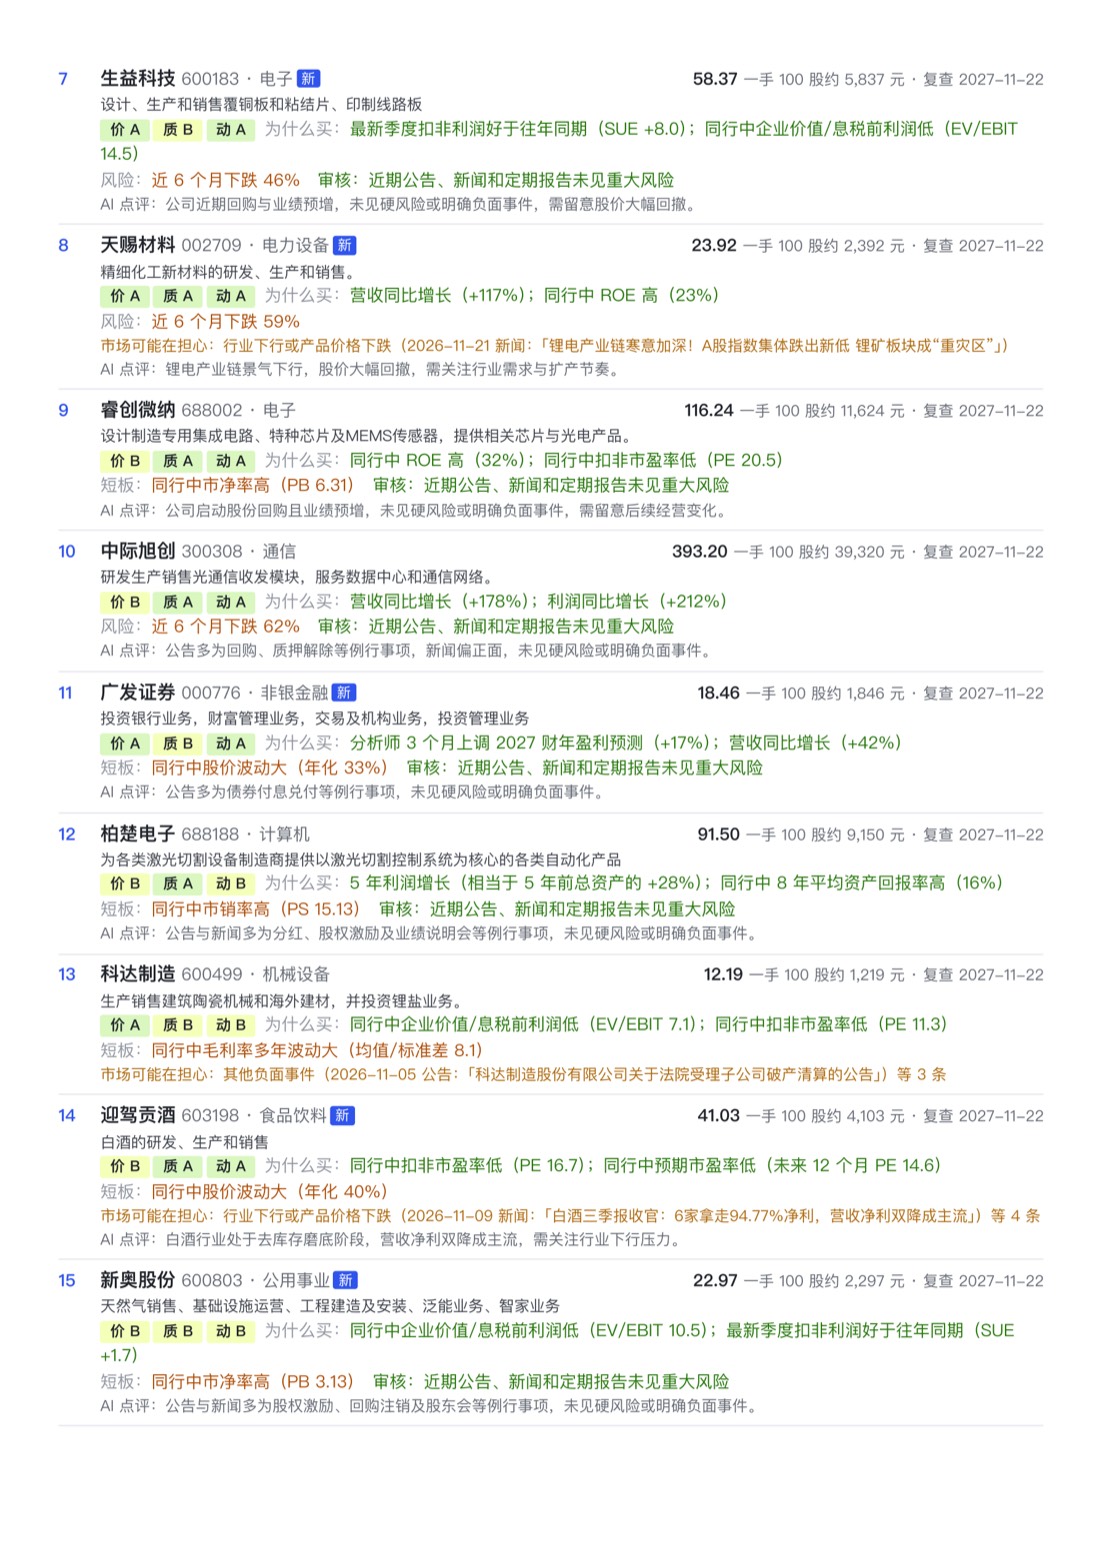 7 生益科技 600183 · 电子 新 58.37 一手 100 股约 5,837 元 · 复查 2027-11-22
设计、生产和销售覆铜板和粘结片、印制线路板
价 A 质 B 动 A 为什么买：最新季度扣非利润好于往年同期（SUE +8.0）；同行中企业价值/息税前利润低（EV/EBIT
14.5）
风险：近 6 个月下跌 46% 审核：近期公告、新闻和定期报告未见重大风险
AI 点评：公司近期回购与业绩预增，未见硬风险或明确负面事件，需留意股价大幅回撤。
8 天赐材料 002709 · 电力设备 新 23.92 一手 100 股约 2,392 元 · 复查 2027-11-22
精细化工新材料的研发、生产和销售。
价 A 质 A 动 A 为什么买：营收同比增长（+117%）；同行中 ROE 高（23%）
风险：近 6 个月下跌 59%
市场可能在担心：行业下行或产品价格下跌（2026-11-21 新闻：「锂电产业链寒意加深！A股指数集体跌出新低 锂矿板块成“重灾区”」）
AI 点评：锂电产业链景气下行，股价大幅回撤，需关注行业需求与扩产节奏。
9 睿创微纳 688002 · 电子 116.24 一手 100 股约 11,624 元 · 复查 2027-11-22
设计制造专用集成电路、特种芯片及MEMS传感器，提供相关芯片与光电产品。
价 B 质 A 动 A 为什么买：同行中 ROE 高（32%）；同行中扣非市盈率低（PE 20.5）
短板：同行中市净率高（PB 6.31） 审核：近期公告、新闻和定期报告未见重大风险
AI 点评：公司启动股份回购且业绩预增，未见硬风险或明确负面事件，需留意后续经营变化。
10 中际旭创 300308 · 通信 393.20 一手 100 股约 39,320 元 · 复查 2027-11-22
研发生产销售光通信收发模块，服务数据中心和通信网络。
价 B 质 A 动 A 为什么买：营收同比增长（+178%）；利润同比增长（+212%）
风险：近 6 个月下跌 62% 审核：近期公告、新闻和定期报告未见重大风险
AI 点评：公告多为回购、质押解除等例行事项，新闻偏正面，未见硬风险或明确负面事件。
11 广发证券 000776 · 非银金融 新 18.46 一手 100 股约 1,846 元 · 复查 2027-11-22
投资银行业务，财富管理业务，交易及机构业务，投资管理业务
价 A 质 B 动 A 为什么买：分析师 3 个月上调 2027 财年盈利预测（+17%）；营收同比增长（+42%）
短板：同行中股价波动大（年化 33%） 审核：近期公告、新闻和定期报告未见重大风险
AI 点评：公告多为债券付息兑付等例行事项，未见硬风险或明确负面事件。
12 柏楚电子 688188 · 计算机 91.50 一手 100 股约 9,150 元 · 复查 2027-11-22
为各类激光切割设备制造商提供以激光切割控制系统为核心的各类自动化产品
价 B 质 A 动 B 为什么买：5 年利润增长（相当于 5 年前总资产的 +28%）；同行中 8 年平均资产回报率高（16%）
短板：同行中市销率高（PS 15.13） 审核：近期公告、新闻和定期报告未见重大风险
AI 点评：公告与新闻多为分红、股权激励及业绩说明会等例行事项，未见硬风险或明确负面事件。
13 科达制造 600499 · 机械设备 12.19 一手 100 股约 1,219 元 · 复查 2027-11-22
生产销售建筑陶瓷机械和海外建材，并投资锂盐业务。
价 A 质 B 动 B 为什么买：同行中企业价值/息税前利润低（EV/EBIT 7.1）；同行中扣非市盈率低（PE 11.3）
短板：同行中毛利率多年波动大（均值/标准差 8.1）
市场可能在担心：其他负面事件（2026-11-05 公告：「科达制造股份有限公司关于法院受理子公司破产清算的公告」）等 3 条
14 迎驾贡酒 603198 · 食品饮料 新 41.03 一手 100 股约 4,103 元 · 复查 2027-11-22
白酒的研发、生产和销售
价 B 质 A 动 A 为什么买：同行中扣非市盈率低（PE 16.7）；同行中预期市盈率低（未来 12 个月 PE 14.6）
短板：同行中股价波动大（年化 40%）
市场可能在担心：行业下行或产品价格下跌（2026-11-09 新闻：「白酒三季报收官：6家拿走94.77%净利，营收净利双降成主流」）等 4 条
AI 点评：白酒行业处于去库存磨底阶段，营收净利双降成主流，需关注行业下行压力。
15 新奥股份 600803 · 公用事业 新 22.97 一手 100 股约 2,297 元 · 复查 2027-11-22
天然气销售、基础设施运营、工程建造及安装、泛能业务、智家业务
价 B 质 B 动 B 为什么买：同行中企业价值/息税前利润低（EV/EBIT 10.5）；最新季度扣非利润好于往年同期（SUE
+1.7）
短板：同行中市净率高（PB 3.13） 审核：近期公告、新闻和定期报告未见重大风险
AI 点评：公告与新闻多为股权激励、回购注销及股东会等例行事项，未见硬风险或明确负面事件。